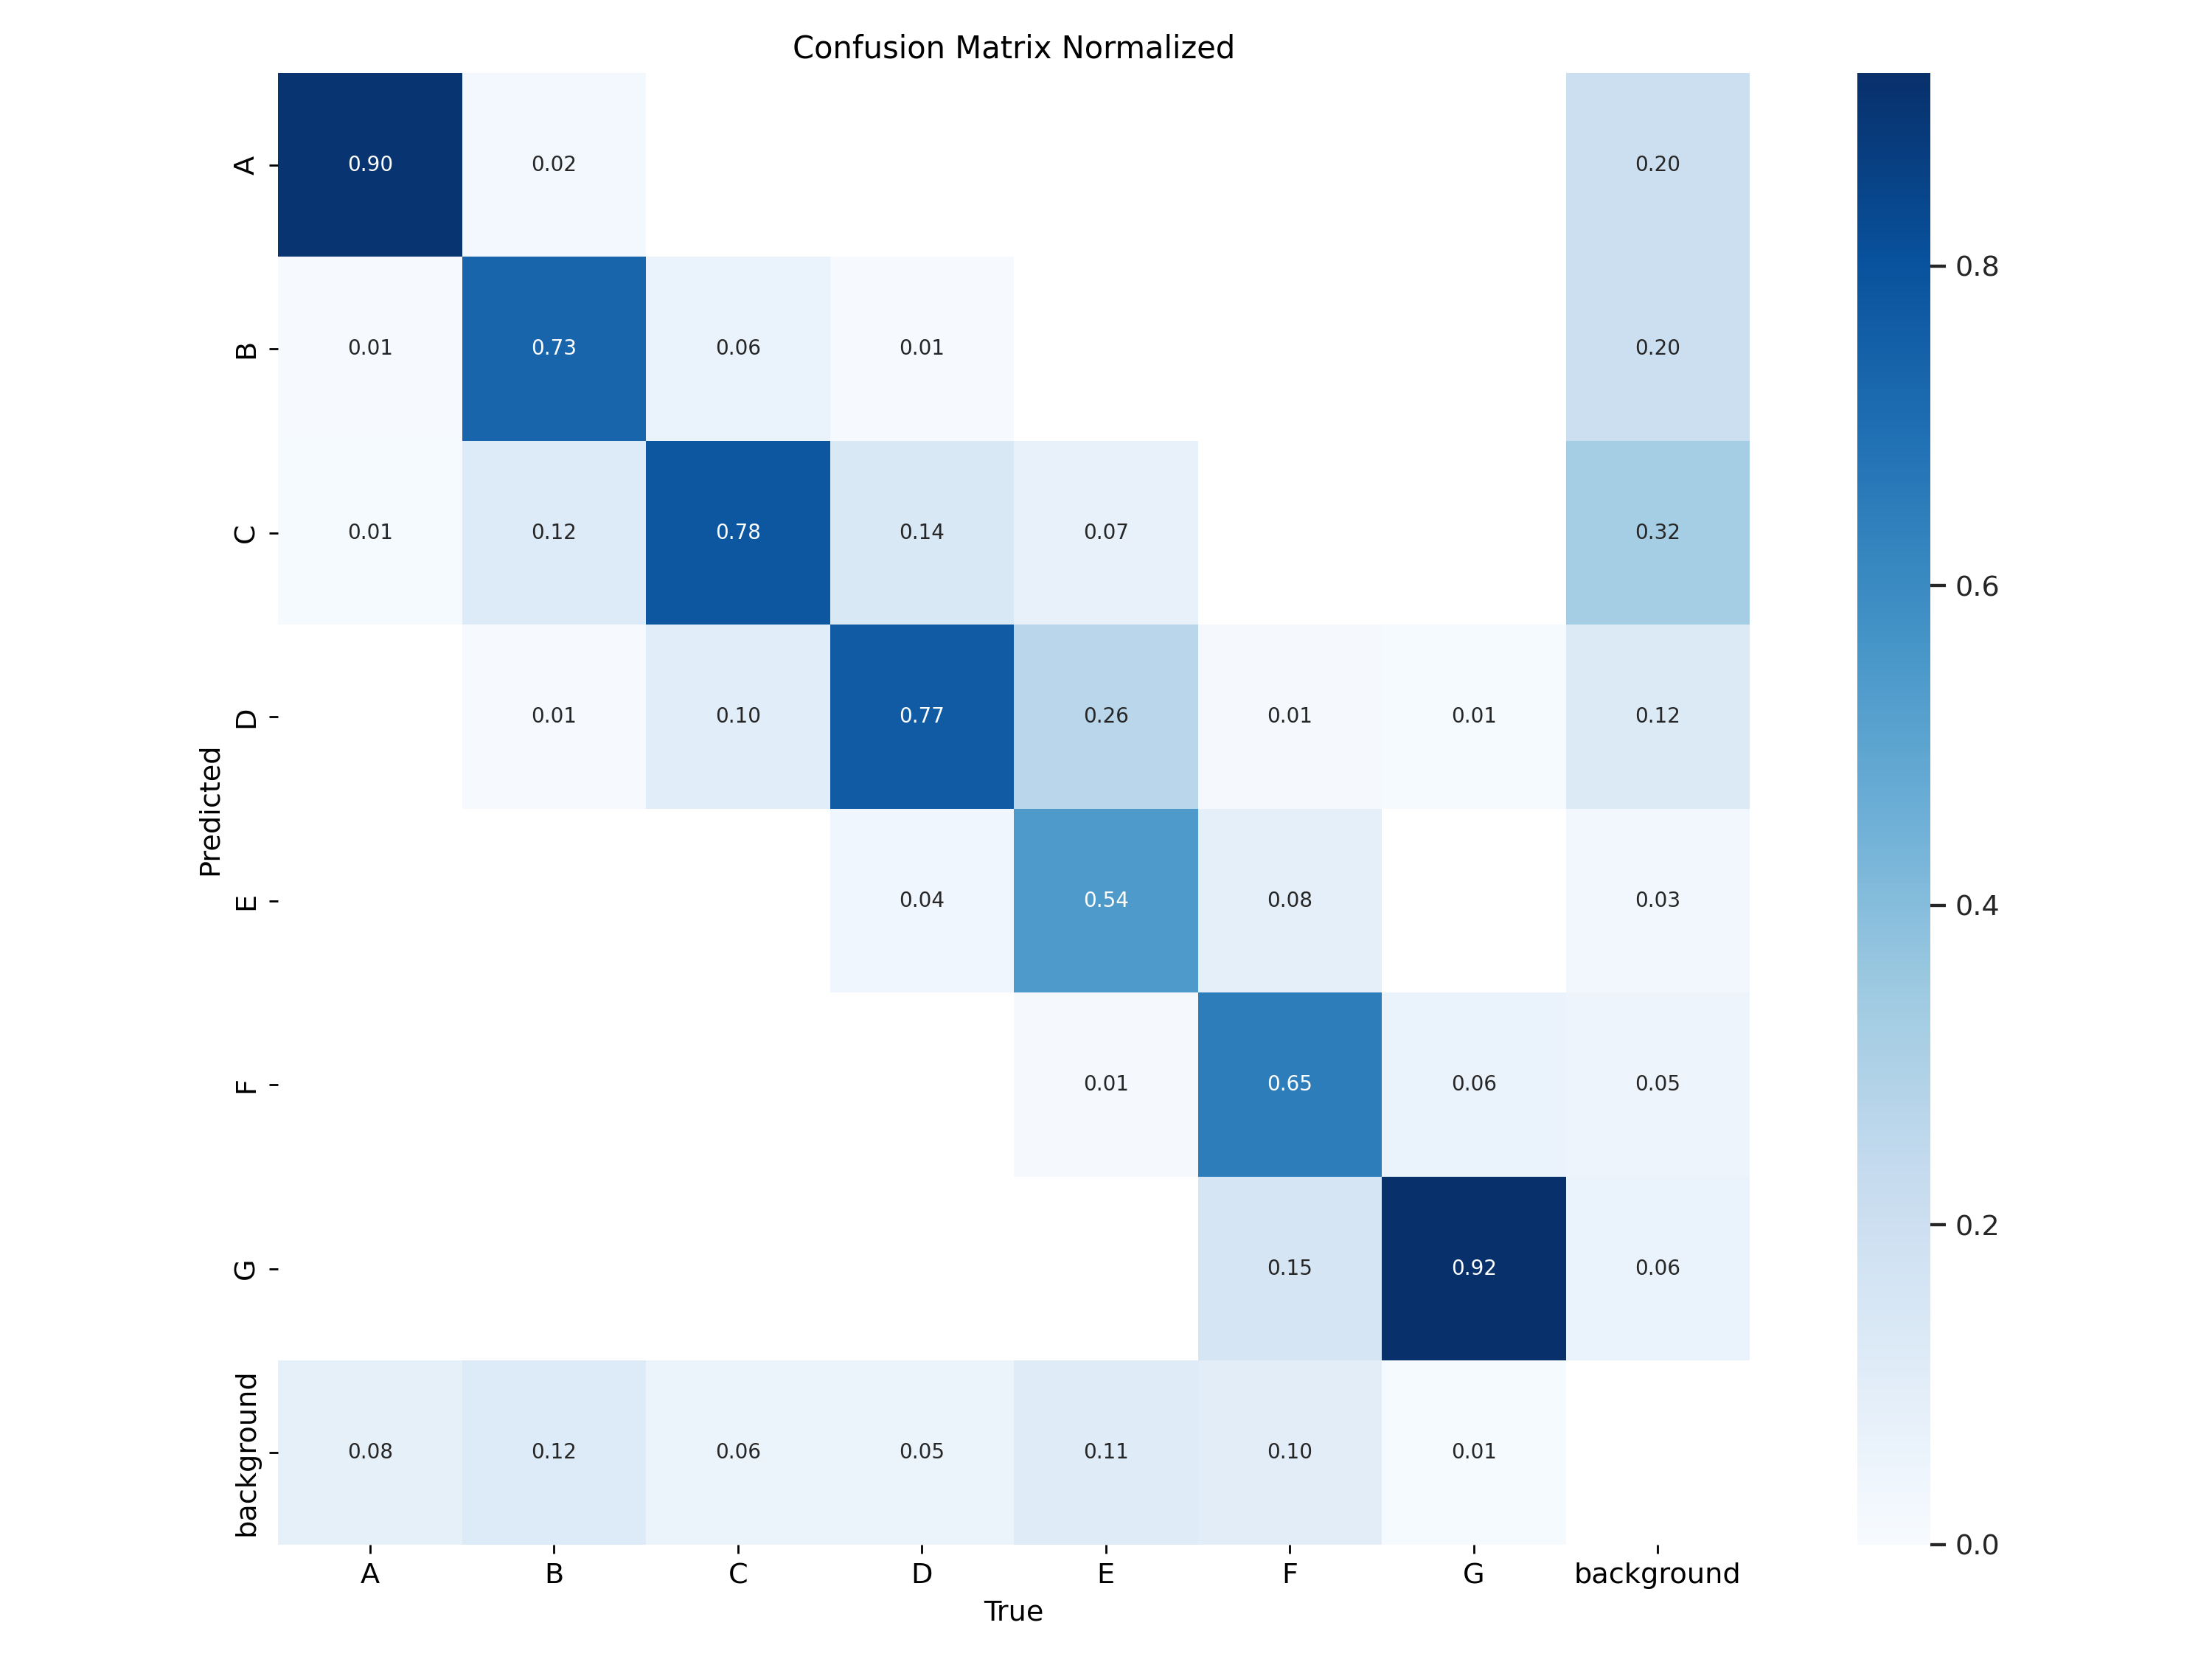 Confusion Matrix Normalized
A 0.90 0.02 0.20
B 0.01 0.73 0.06 0.01 0.20 0.8
C 0.01 0.12 0.78 0.14 0.07 0.32 0.6
D 0.01 0.10 0.77 0.26 0.01 0.01 0.12
Predicted
E 0.04 0.54 0.08 0.03 0.4
F 0.01 0.65 0.06 0.05
G 0.15 0.92 0.06 0.2
background 0.08 0.12 0.06 0.05 0.11 0.10 0.01
0.0
A B C D E F G background
True